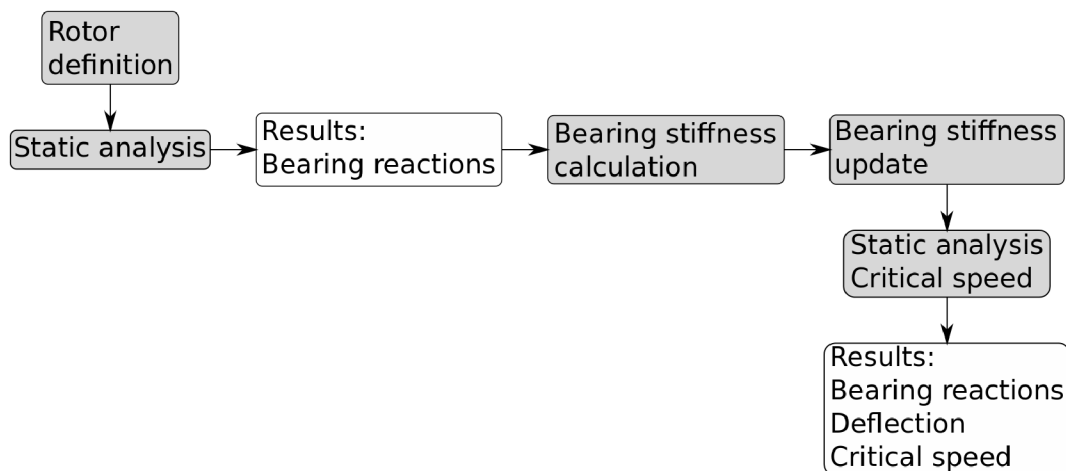 Rotor
definition
Static analysis
Results:
Bearing reactions
Bearing stiffness
calculation
Bearing stiffness
update
Static analysis
Critical speed
Results:
Bearing reactions
Deflection
Critical speed